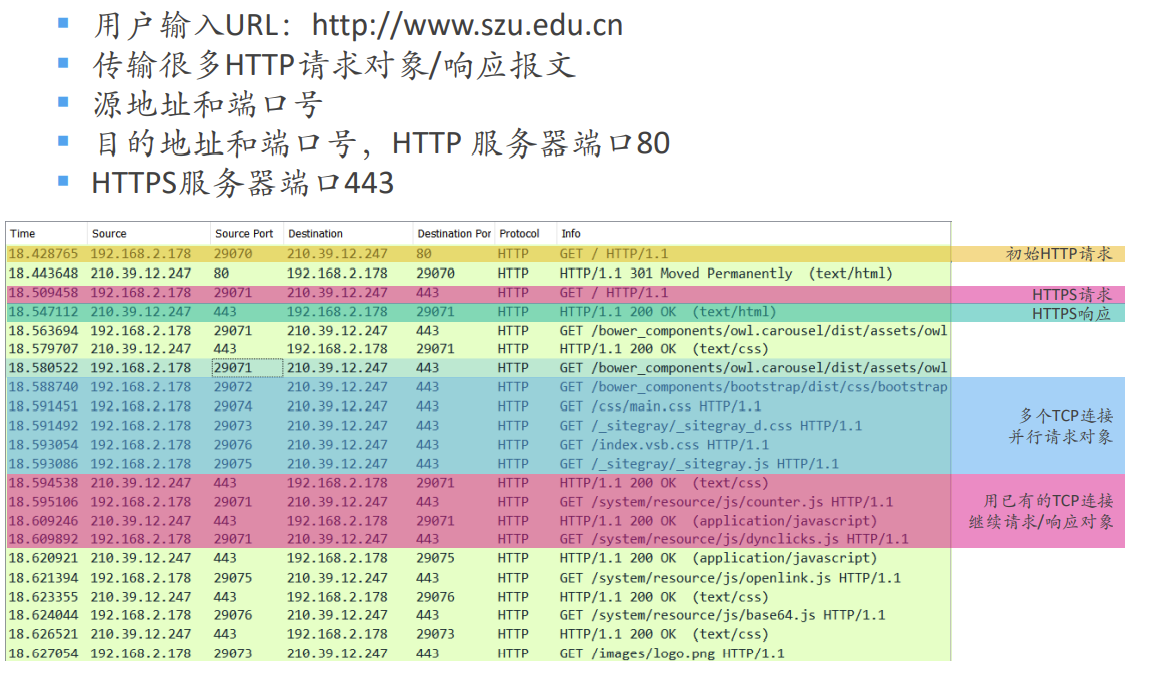 用户输入URL：http://www.szu.edu.cn
传输很多HTTP请求对象/响应报文
源地址和端口号
目的地址和端口号，HTTP 服务器端口80
HTTPS服务器端口443
Time Source Source Port Destination Destination Por Protocol Info
18.428765 192.168.2.178 29070 210.39.12.247 80 HTTP GET / HTTP/1.1 初始HTTP请求
18.443648 210.39.12.247 80 192.168.2.178 29070 HTTP HTTP/1.1 301 Moved Permanently (text/html)
18.509458 192.168.2.178 29071 210.39.12.247 443 HTTP GET / HTTP/1.1 HTTPS请求
18.547112 210.39.12.247 443 192.168.2.178 29071 HTTP HTTP/1.1 200 OK (text/html) HTTPS响应
18.563694 192.168.2.178 29071 210.39.12.247 443 HTTP GET /bower_components/owl.carousel/dist/assets/owl
18.579707 210.39.12.247 443 192.168.2.178 29071 HTTP HTTP/1.1 200 OK (text/css)
18.580522 192.168.2.178 29071 210.39.12.247 443 HTTP GET /bower_components/owl.carousel/dist/assets/owl
18.588740 192.168.2.178 29072 210.39.12.247 443 HTTP GET /bower_components/bootstrap/dist/css/bootstrap
18.591451 192.168.2.178 29074 210.39.12.247 443 HTTP GET /css/main.css HTTP/1.1
18.591492 192.168.2.178 29073 210.39.12.247 443 HTTP GET /_sitegray/_sitegray_d.css HTTP/1.1
18.593054 192.168.2.178 29076 210.39.12.247 443 HTTP GET /index.vsb.css HTTP/1.1
18.593086 192.168.2.178 29075 210.39.12.247 443 HTTP GET /_sitegray/_sitegray.js HTTP/1.1
多个TCP连接
并行请求对象
18.594538 210.39.12.247 443 192.168.2.178 29071 HTTP HTTP/1.1 200 OK (text/css)
18.595106 192.168.2.178 29071 210.39.12.247 443 HTTP GET /system/resource/js/counter.js HTTP/1.1
18.609246 210.39.12.247 443 192.168.2.178 29071 HTTP HTTP/1.1 200 OK (application/javascript)
18.609892 192.168.2.178 29071 210.39.12.247 443 HTTP GET /system/resource/js/dynclicks.js HTTP/1.1
用已有的TCP连接
继续请求/响应对象
18.620921 210.39.12.247 443 192.168.2.178 29075 HTTP HTTP/1.1 200 OK (application/javascript)
18.621394 192.168.2.178 29075 210.39.12.247 443 HTTP GET /system/resource/js/openlink.js HTTP/1.1
18.623355 210.39.12.247 443 192.168.2.178 29076 HTTP HTTP/1.1 200 OK (text/css)
18.624044 192.168.2.178 29076 210.39.12.247 443 HTTP GET /system/resource/js/base64.js HTTP/1.1
18.626521 210.39.12.247 443 192.168.2.178 29073 HTTP HTTP/1.1 200 OK (text/css)
18.627054 192.168.2.178 29073 210.39.12.247 443 HTTP GET /images/logo.png HTTP/1.1